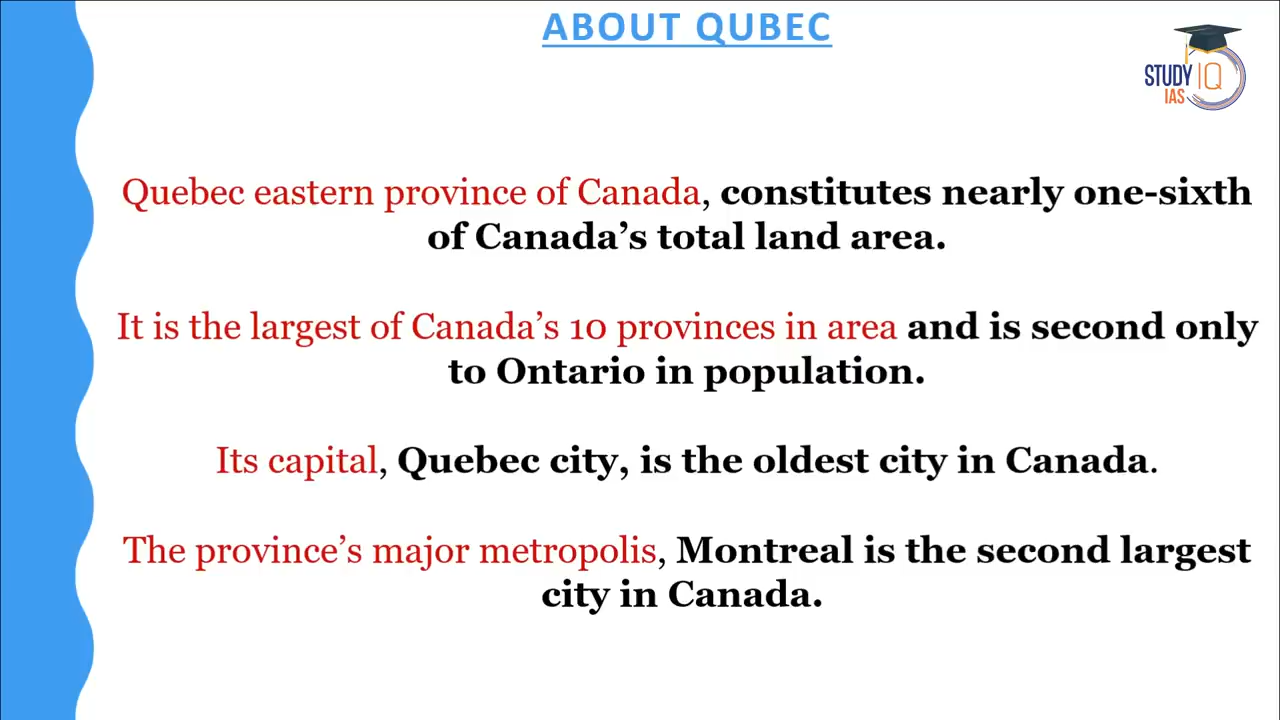 ABOUT QUBEC
STUDY IQ
IAS
Quebec eastern province of Canada, constitutes nearly one-sixth
of Canada’s total land area.
It is the largest of Canada’s 10 provinces in area and is second only
to Ontario in population.
Its capital, Quebec city, is the oldest city in Canada.
The province’s major metropolis, Montreal is the second largest
city in Canada.